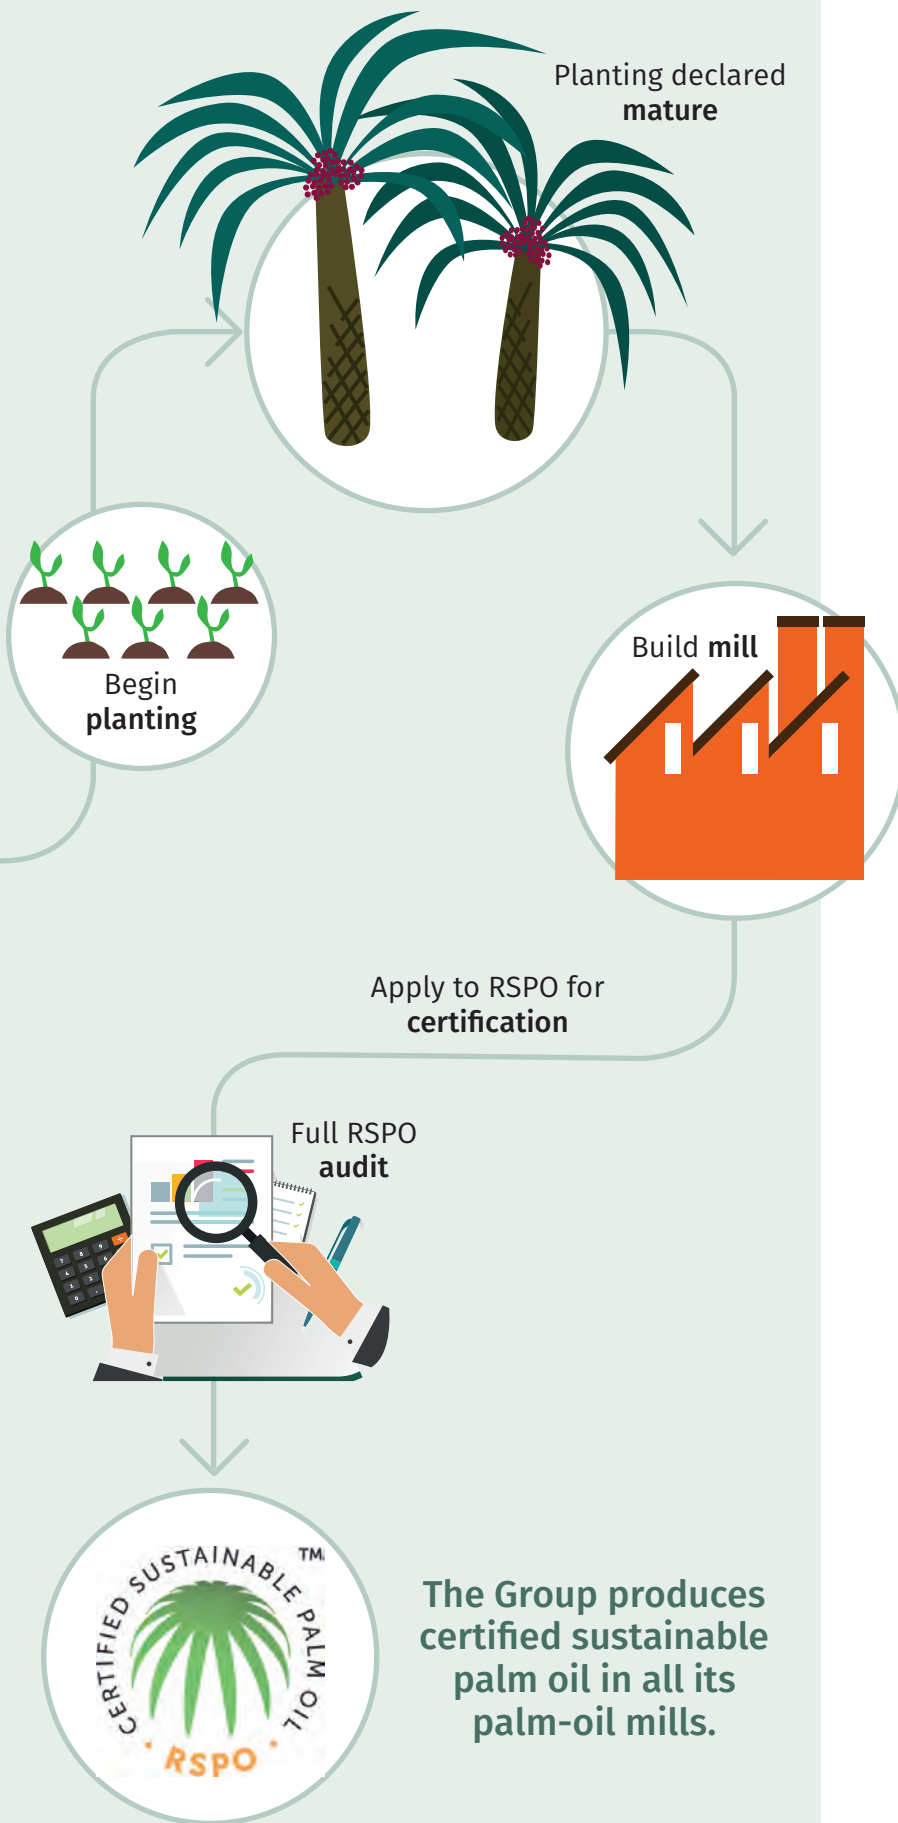 Planting declared
mature
Begin
planting
Build mill
Apply to RSPO for
certification
Full RSPO
audit
CERTIFIED SUSTAINABLE PALM OIL
TM
RSPO
The Group produces
certified sustainable
palm oil in all its
palm-oil mills.